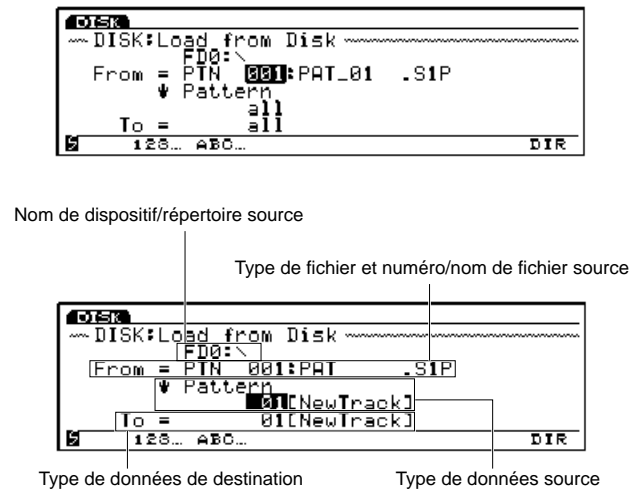 DISK
DISK:Load from Disk
FD0:\
From = PTN 001:PAT_01 .S1P
Pattern
all
To = all
123… ABC… DIR
Nom de dispositif/répertoire source
Type de fichier et numéro/nom de fichier source
DISK
DISK:Load from Disk
FD0:\
From = PTN 001:PAT .S1P
Pattern
01[NewTrack]
To = 01[NewTrack]
123… ABC… DIR
Type de données de destination Type de données source